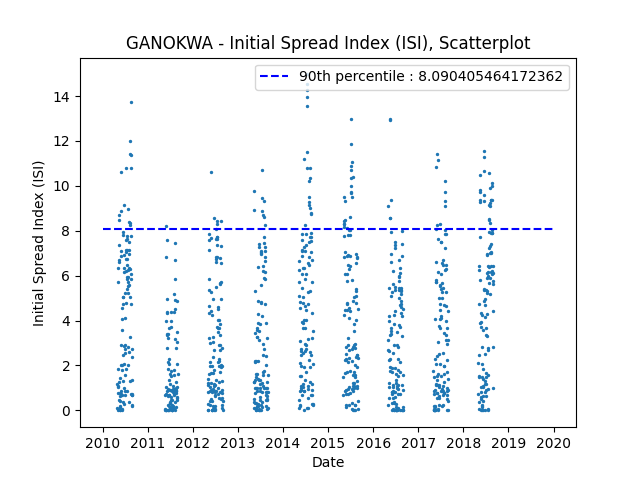 GANOKWA - Initial Spread Index (ISI), Scatterplot
90th percentile : 8.090405464172362
Initial Spread Index (ISI)
14
12
10
8
6
4
2
0
2010 2011 2012 2013 2014 2015 2016 2017 2018 2019 2020
Date